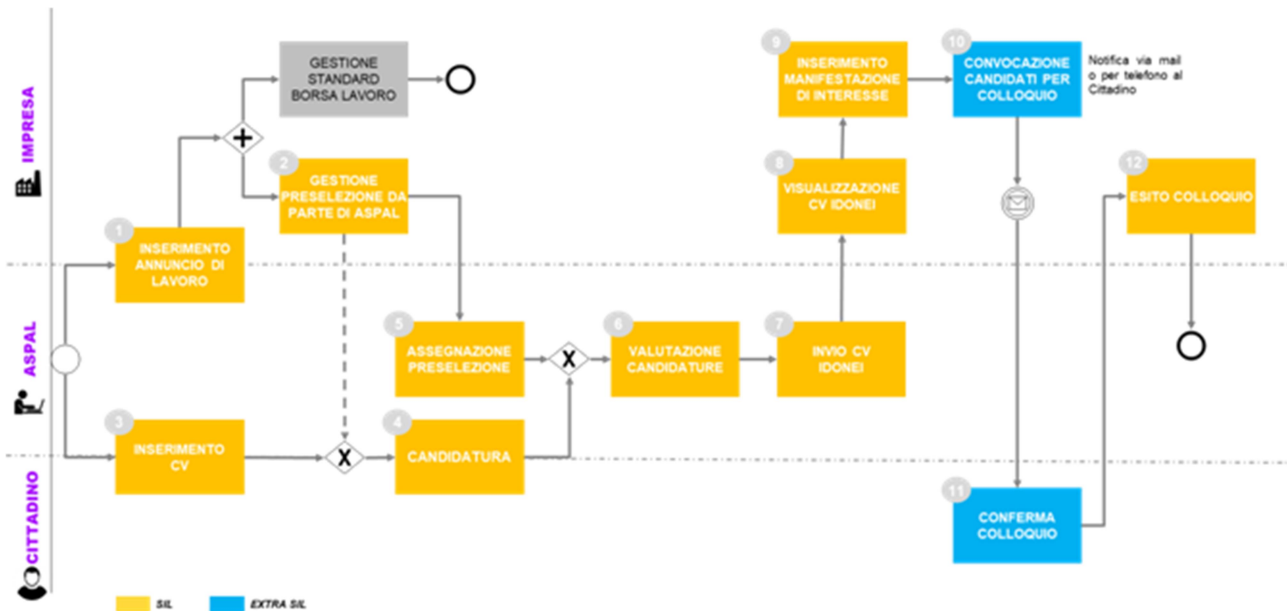 IMPRESA
ASPAL
CITTADINO
GESTIONE
STANDARD
BORSA LAVORO
1
INSERIMENTO
ANNUNCIO DI
LAVORO
2
GESTIONE
PRESELEZIONE DA
PARTE DI ASPAL
3
INSERIMENTO
CV
X
4
CANDIDATURA
5
ASSEGNAZIONE
PRESELEZIONE
X
6
VALUTAZIONE
CANDIDATURE
7
INVIO CV
IDONEI
8
VISUALIZZAZIONE
CV IDONEI
9
INSERIMENTO
MANIFESTAZIONE
DI INTERESSE
10
CONVOCAZIONE
CANDIDATI PER
COLLOQUIO
Notifica via mail
o per telefono al
Cittadino
11
CONFERMA
COLLOQUIO
12
ESITO COLLOQUIO
SIL
EXTRA SIL